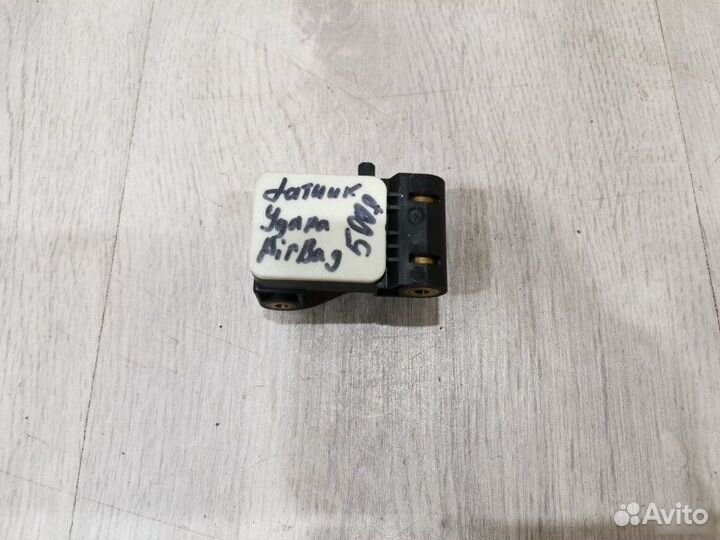 датчик
Удара
AirBag
500р
Avito